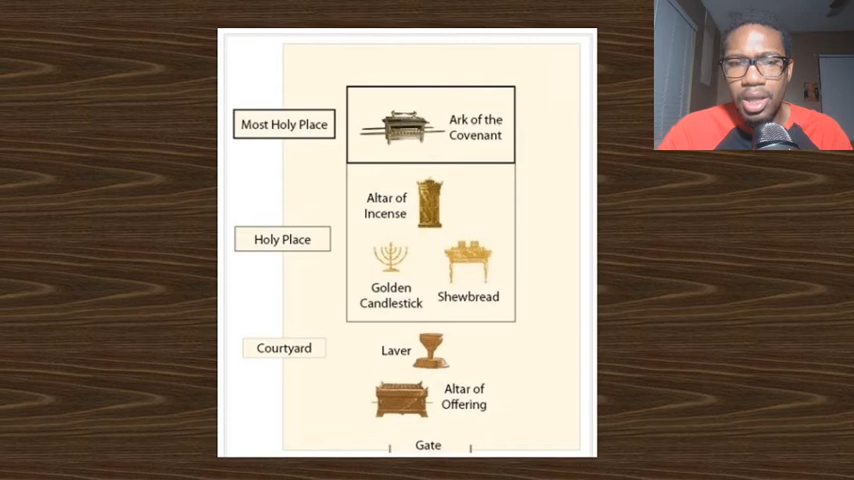 Most Holy Place
Ark of the
Covenant
Altar of
Incense
Holy Place
Golden
Candlestick
Shewbread
Courtyard
Laver
Altar of
Offering
Gate